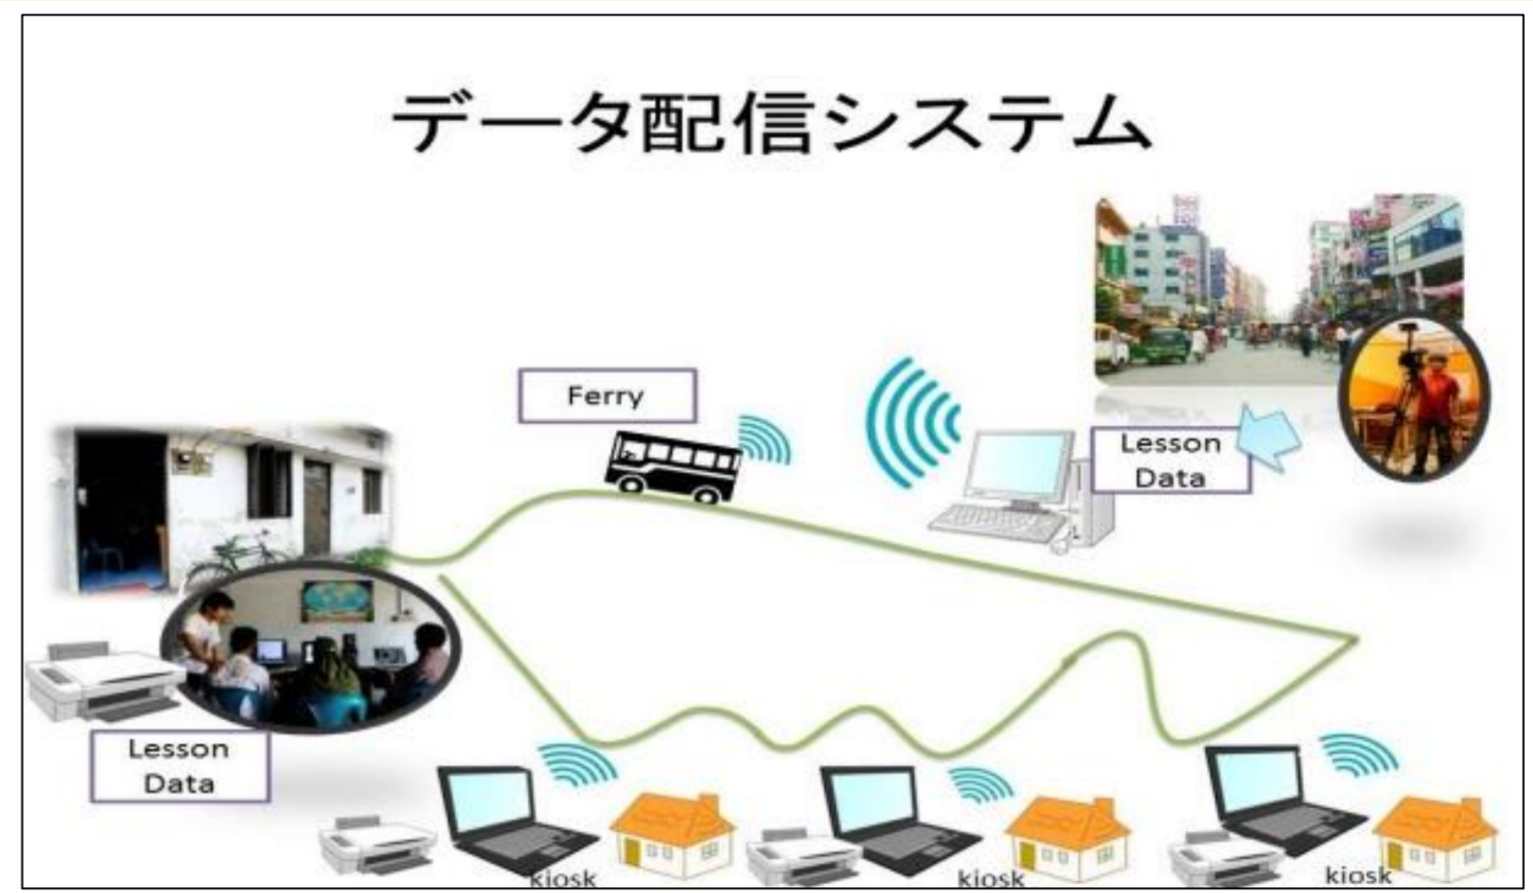 データ配信システム
Ferry
Lesson
Data
Lesson
Data
kiosk
kiosk
kiosk